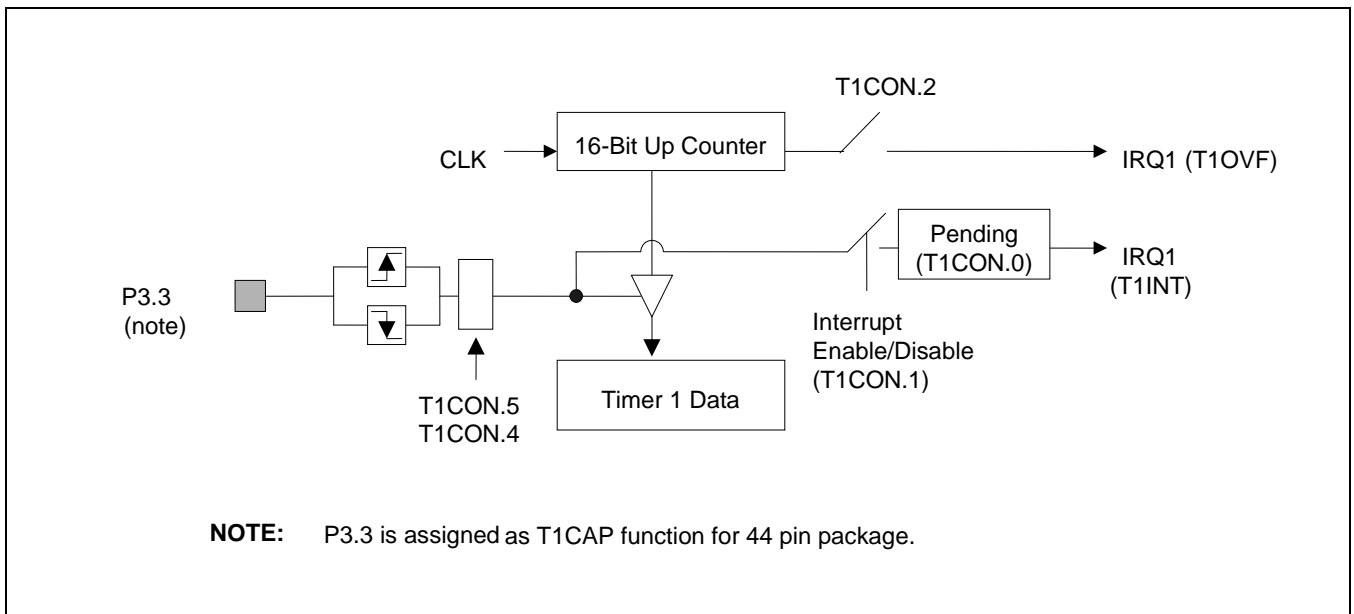 T1CON.2
CLK
16-Bit Up Counter
IRQ1 (T1OVF)
Pending
(T1CON.0)
IRQ1
(T1INT)
P3.3
(note)
Interrupt
Enable/Disable
(T1CON.1)
T1CON.5
T1CON.4
Timer 1 Data
NOTE: P3.3 is assigned as T1CAP function for 44 pin package.